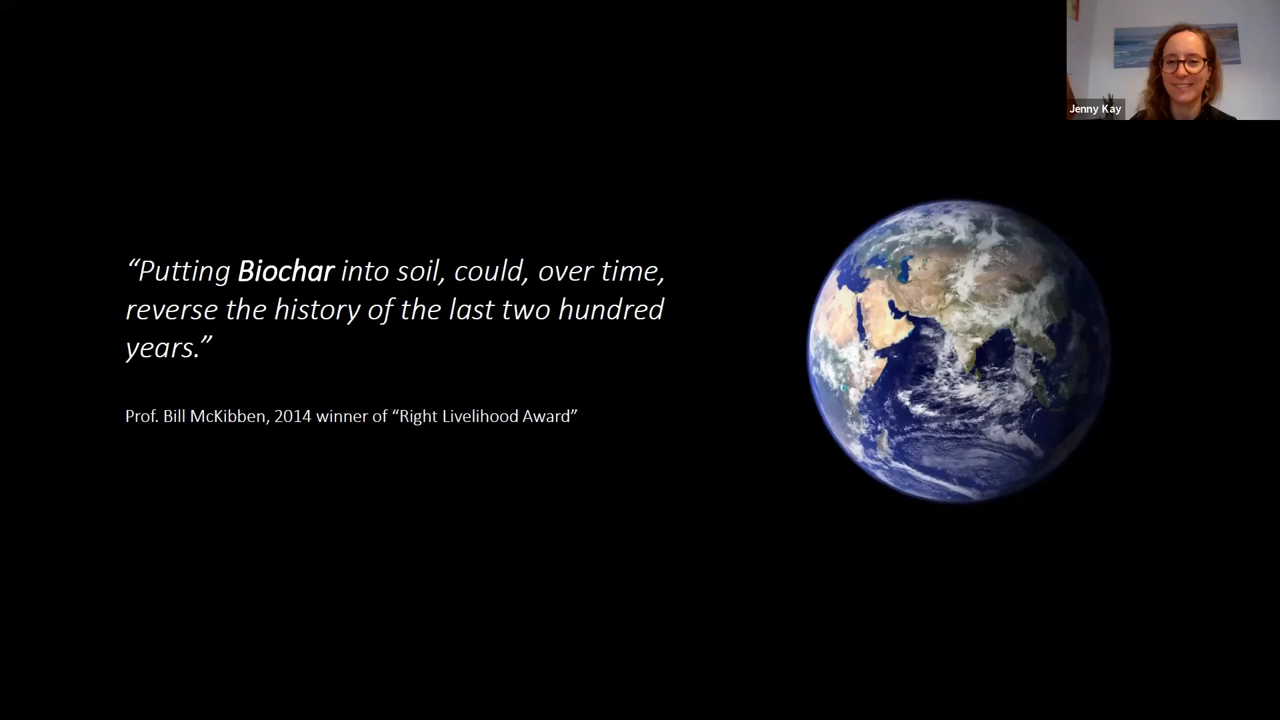 Jenny Kay
“Putting Biochar into soil, could, over time,
reverse the history of the last two hundred
years.”
Prof. Bill McKibben, 2014 winner of “Right Livelihood Award”